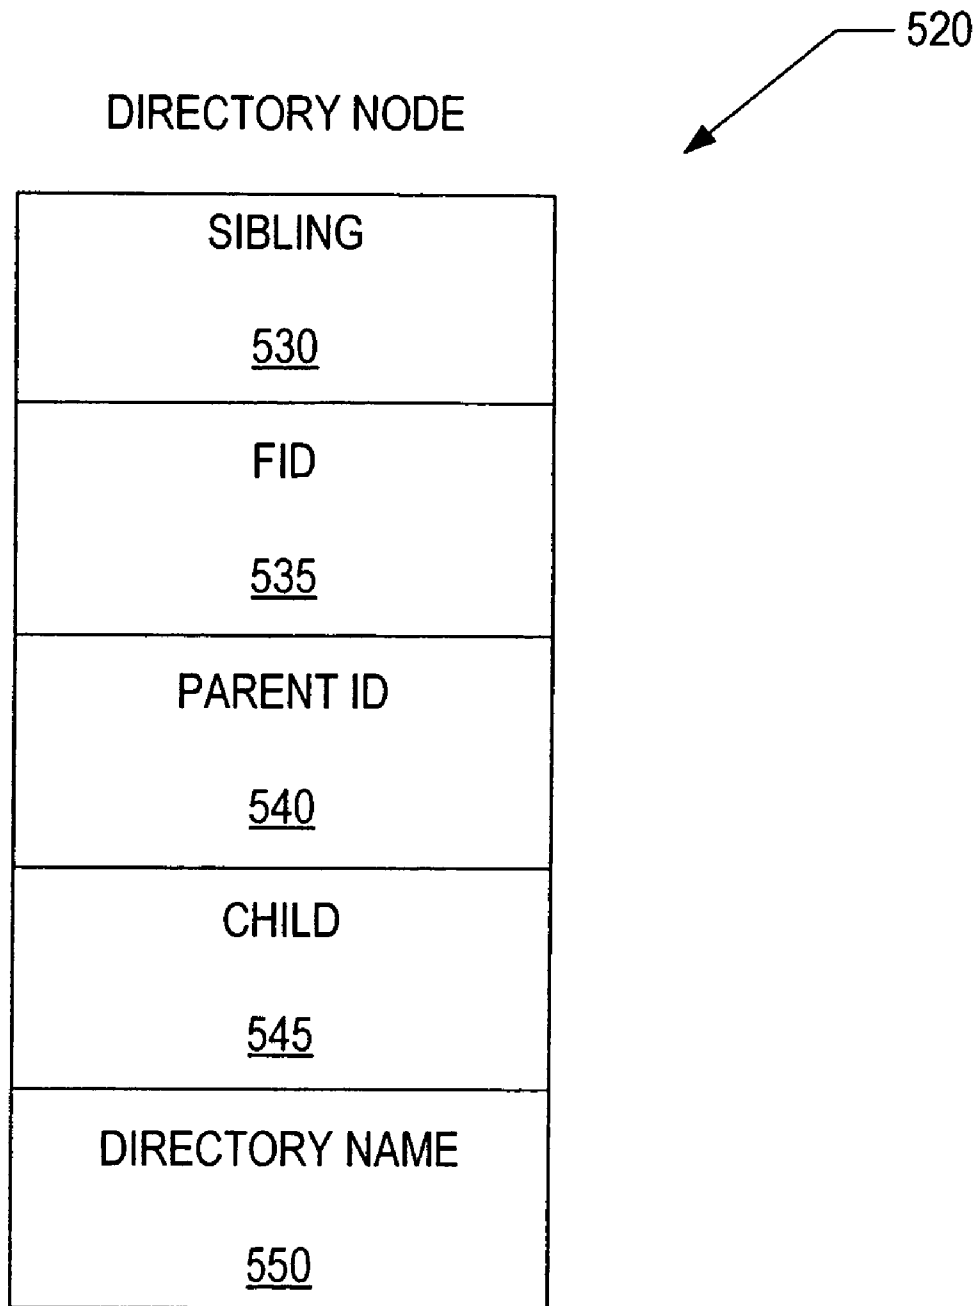 520
DIRECTORY NODE
SIBLING
530
FID
535
PARENT ID
540
CHILD
545
DIRECTORY NAME
550